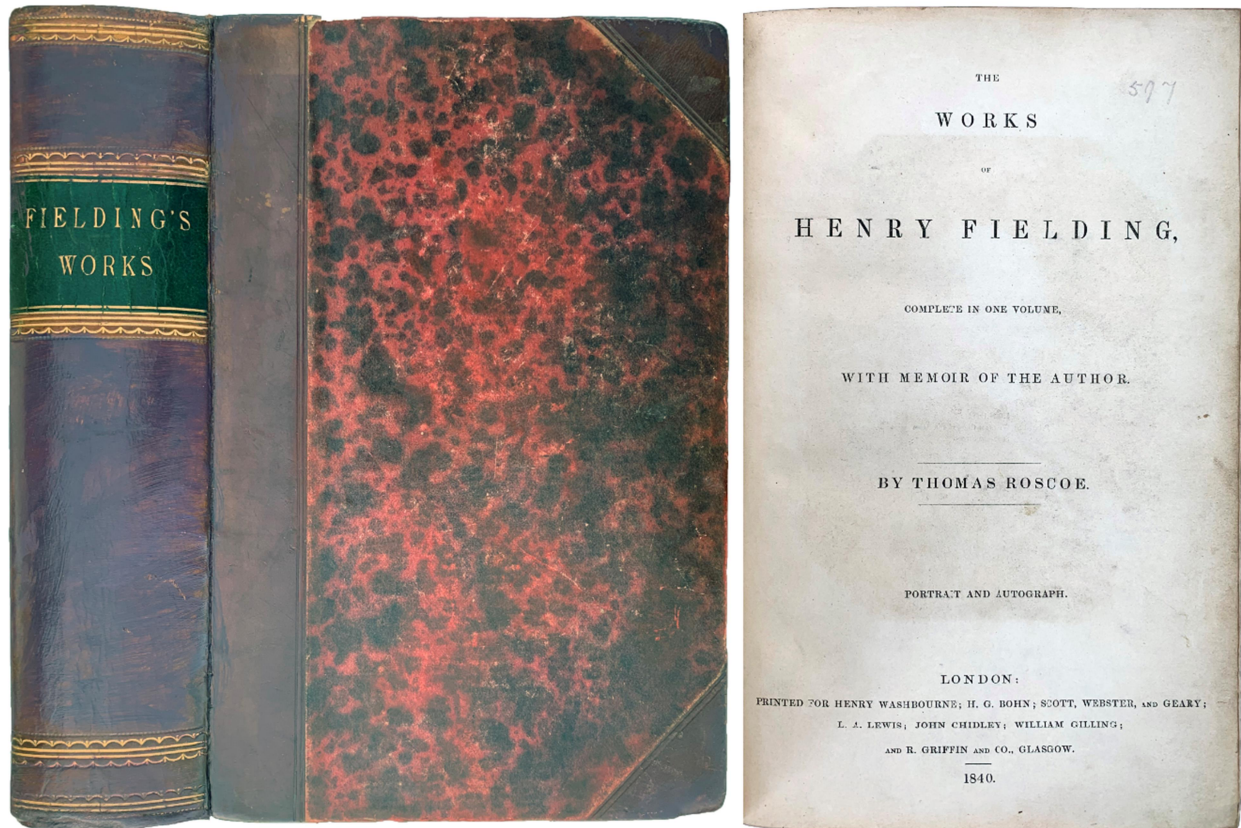 FIELDING'S
WORKS
577
THE
WORKS
OF
HENRY FIELDING,
COMPLETE IN ONE VOLUME,
WITH MEMOIR OF THE AUTHOR.
BY THOMAS ROSCOE.
PORTRAIT AND AUTOGRAPH.
LONDON:
PRINTED FOR HENRY WASHBOURNE; H. G. BOHN; SCOTT, WEBSTER, AND GEARY;
L. A. LEWIS; JOHN CHIDLEY; WILLIAM GILLING;
AND R. GRIFFIN AND CO., GLASGOW.
1840.